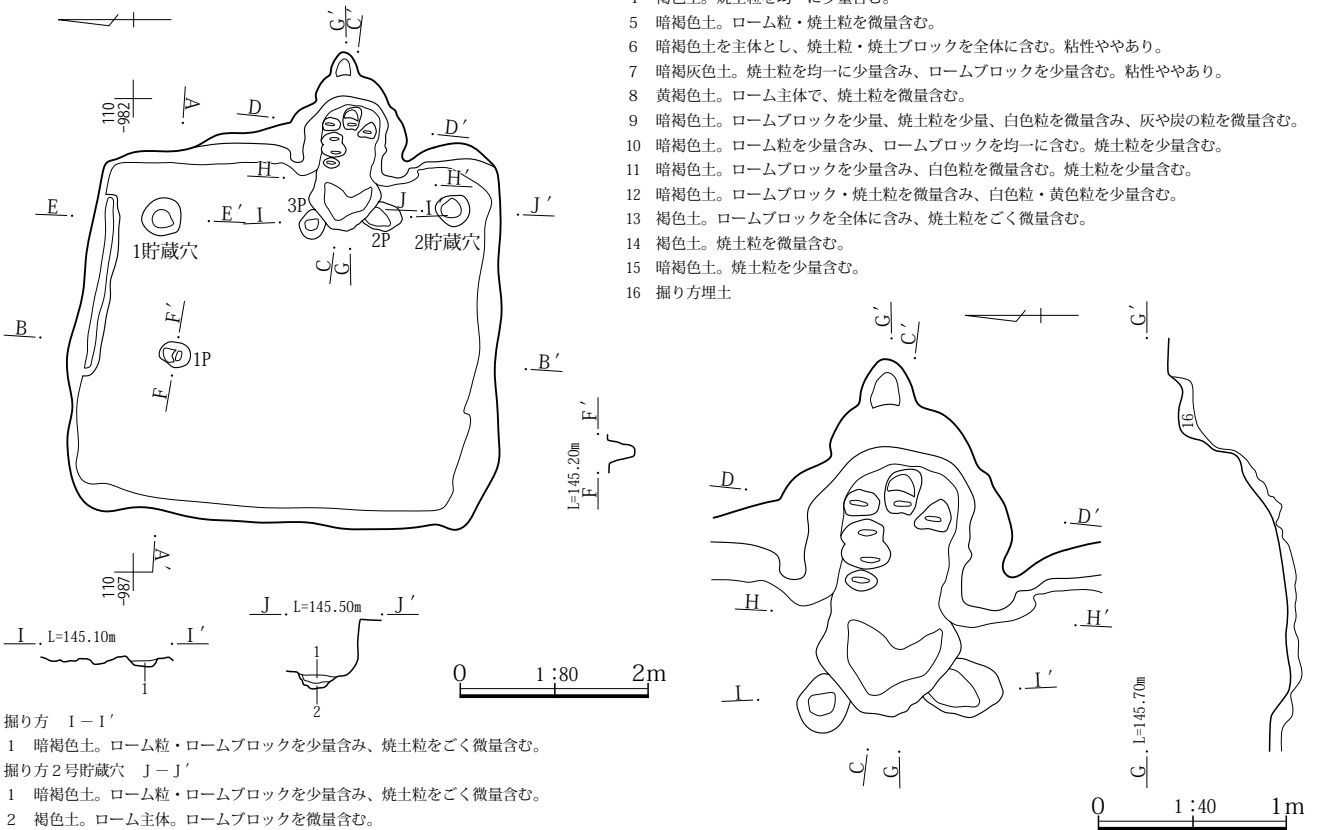 5 暗褐色土。ローム粒・焼土粒を微量含む。
6 暗褐色土を主体とし、焼土粒・焼土ブロックを全体に含む。粘性ややあり。
7 暗褐灰色土。焼土粒を均一に少量含み、ロームブロックを少量含む。粘性ややあり。
8 黄褐色土。ローム主体で、焼土粒を微量含む。
9 暗褐色土。ロームブロックを少量、焼土粒を少量、白色粒を微量含み、灰や炭の粒を微量含む。
10 暗褐色土。ローム粒を少量含み、ロームブロックを均一に含む。焼土粒を少量含む。
11 暗褐色土。ロームブロックを少量含み、白色粒を微量含む。焼土粒を少量含む。
12 暗褐色土。ロームブロック・焼土粒を微量含み、白色粒・黄色粒を少量含む。
13 褐色土。ロームブロックを全体に含み、焼土粒をごく微量含む。
14 褐色土。焼土粒を微量含む。
15 暗褐色土。焼土粒を少量含む。
16 掘り方埋土
G′ C′
110 -982
A
D
D′
H
H′
E
E′
I
3P
J
I′
J′
1貯蔵穴
2P
2貯蔵穴
C G
B
B′
F′
1P
F
F′
L=145.20m
F
110 -987
A′
I L=145.10m I′
1
J L=145.50m J′
1
2
0 1:80 2m
掘り方 I－I′
1 暗褐色土。ローム粒・ロームブロックを少量含み、焼土粒をごく微量含む。
掘り方2号貯蔵穴 J－J′
1 暗褐色土。ローム粒・ロームブロックを少量含み、焼土粒をごく微量含む。
2 褐色土。ローム主体。ロームブロックを微量含む。
G′ C′
D
D′
H
H′
I
I′
C G
G′
16
L=145.70m
G
0 1:40 1m